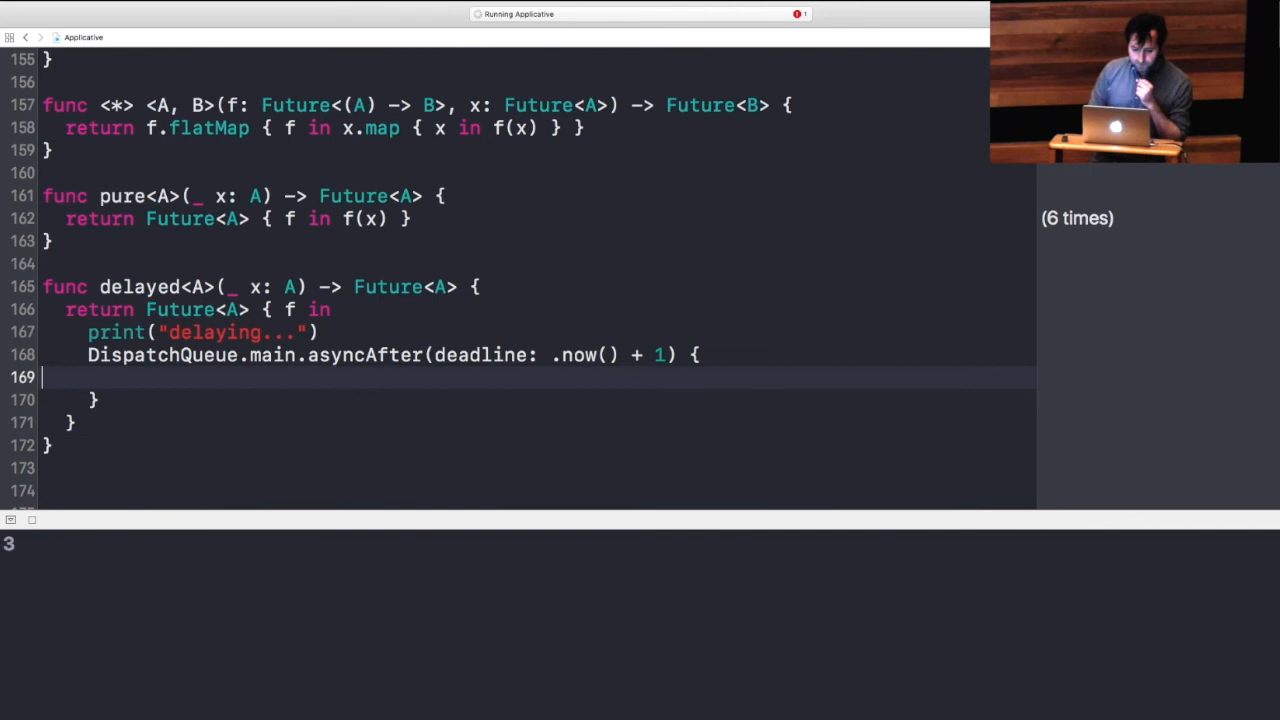 Running Applicative
1
Applicative
155 }
156
157 func <*> <A, B>(f: Future<(A) -> B>, x: Future<A>) -> Future<B> {
158   return f.flatMap { f in x.map { x in f(x) } }
159 }
160
161 func pure<A>(_ x: A) -> Future<A> {
162   return Future<A> { f in f(x) }
(6 times)
163 }
164
165 func delayed<A>(_ x: A) -> Future<A> {
166   return Future<A> { f in
167     print("delaying...")
168     DispatchQueue.main.asyncAfter(deadline: .now() + 1) {
169
170     }
171   }
172 }
173
174
3